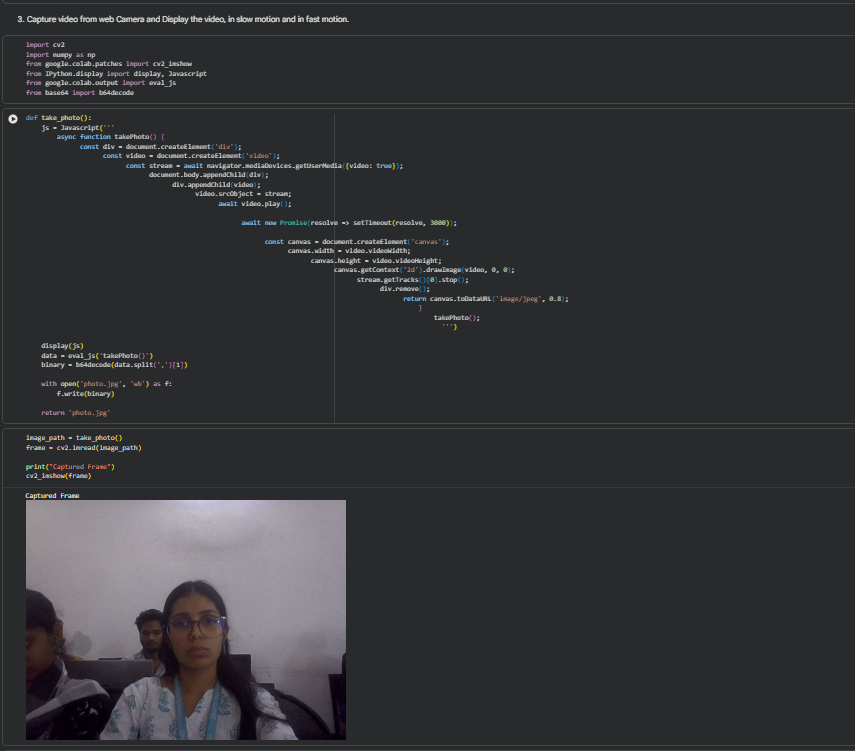 3. Capture video from web Camera and Display the video, in slow motion and in fast motion.
import cv2
import numpy as np
from google.colab.patches import cv2_imshow
from IPython.display import display, Javascript
from google.colab.output import eval_js
from base64 import b64decode
def take_photo():
js = Javascript('''
async function takePhoto() {
const div = document.createElement('div');
const video = document.createElement('video');
const stream = await navigator.mediaDevices.getUserMedia({video: true});
document.body.appendChild(div);
div.appendChild(video);
video.srcObject = stream;
await video.play();
await new Promise(resolve => setTimeout(resolve, 3000));
const canvas = document.createElement('canvas');
canvas.width = video.videoWidth;
canvas.height = video.videoHeight;
canvas.getContext('2d').drawImage(video, 0, 0);
stream.getTracks()[0].stop();
div.remove();
return canvas.toDataURL('image/jpeg', 0.8);
}
takePhoto();
''')
display(js)
data = eval_js('takePhoto()')
binary = b64decode(data.split(',')[1])
with open('photo.jpg', 'wb') as f:
f.write(binary)
return 'photo.jpg'
image_path = take_photo()
frame = cv2.imread(image_path)
print("Captured Frame")
cv2_imshow(frame)
Captured Frame